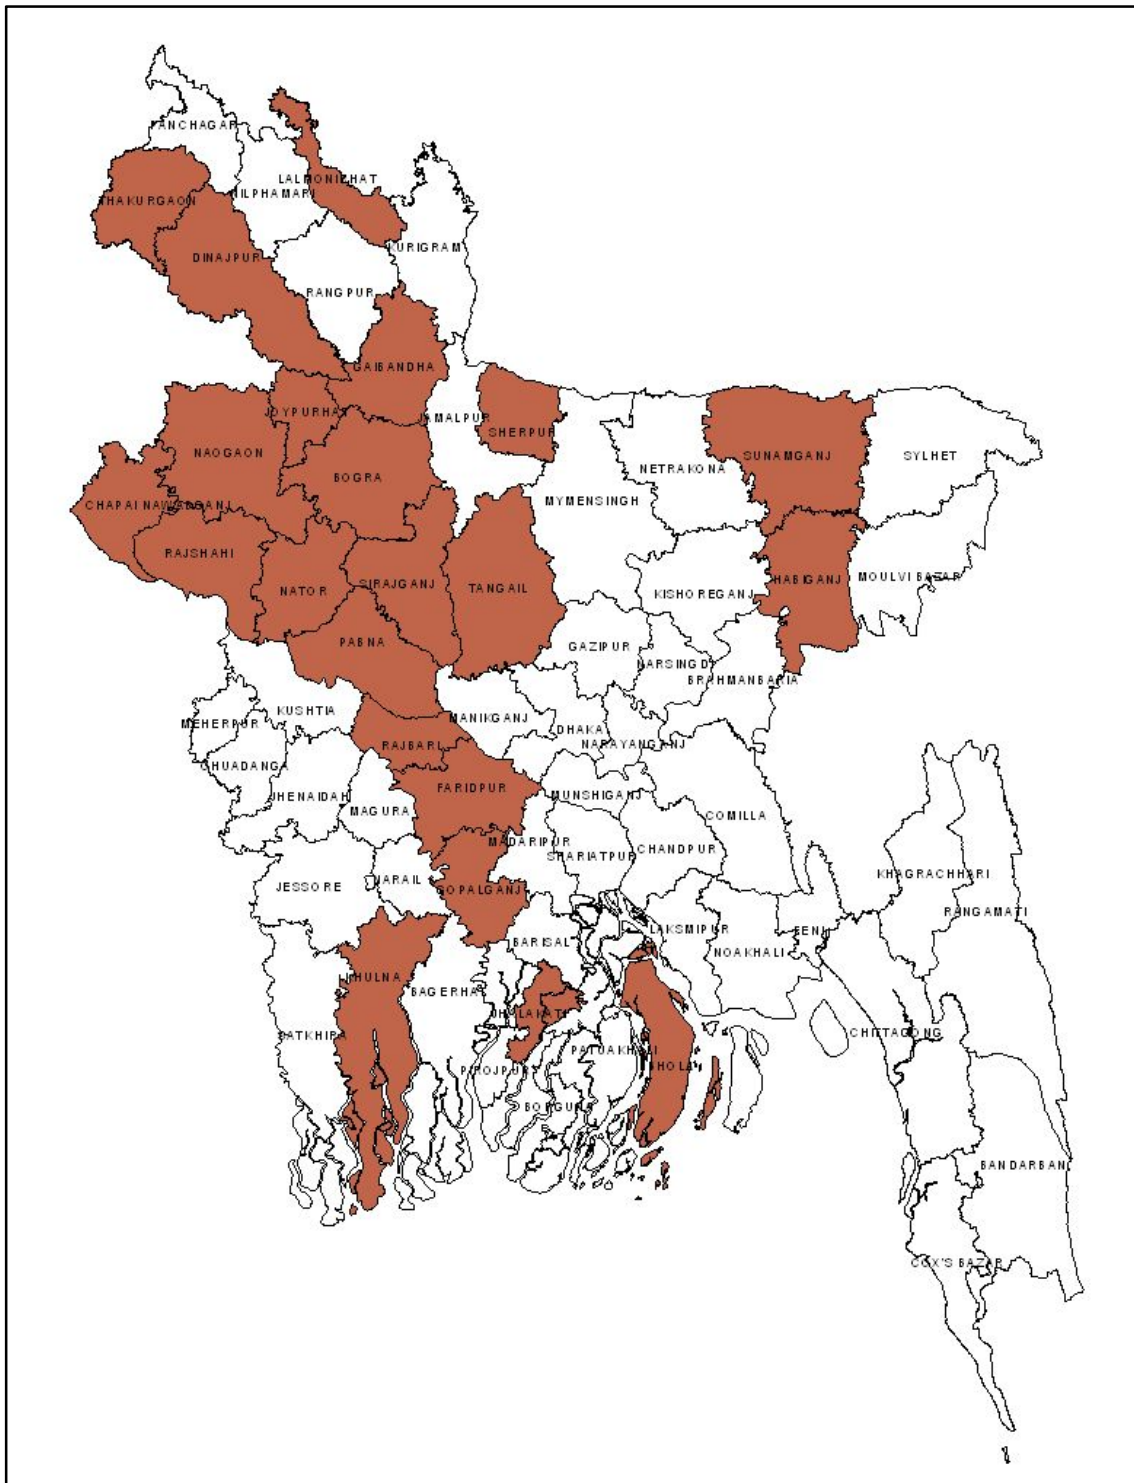 PANCHAGAR
LALMONIRHAT
THAKURGAON
NILPHAMARI
KURIGRAM
DINAJPUR
RANGPUR
GAIBANDHA
JOYPURHAT
JAMALPUR
SHERPUR
NAOGAON
BOGRA
NETRAKONA
SUNAMGANJ
SYLHET
CHAPAI NAWABGANJ
MYMENSINGH
RAJSHAHI
NATOR
SIRAJGANJ
TANGAIL
KISHOREGANJ
HABIGANJ
MOULVI BAZAR
PABNA
GAZIPUR
NARSINGDI
BRAHMANBARIA
KUSHTIA
MEHERPUR
MANIKGANJ
DHAKA
RAJBARI
NARAYANGANJ
CHUADANGA
JHENAIDAH
FARIDPUR
MUNSHIGANJ
MAGURA
COMILLA
MADARIPUR
SHARIATPUR
CHANDPUR
JESSORE
NARAIL
GOPALGANJ
KHAGRACHHARI
RANGAMATI
LAKSMIPUR
FENI
BARISAL
NOAKHALI
KHULNA
BAGERHAT
JHALAKATI
SATKHIRA
CHITTAGONG
PATUAKHALI
PIROJPUR
BHOLA
BORGUNA
BANDARBAN
COX'S BAZAR